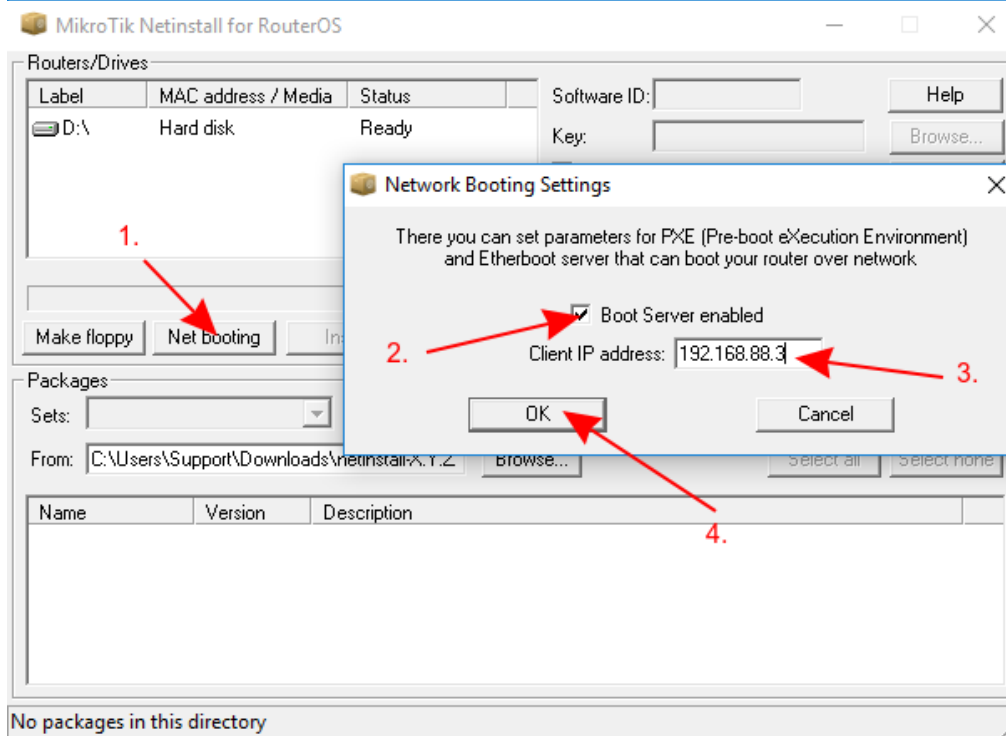 MikroTik Netinstall for RouterOS
Routers/Drives
Label MAC address / Media Status
D:\ Hard disk Ready
Software ID: Help
Key: Browse...
Network Booting Settings
There you can set parameters for PXE (Pre-boot eXecution Environment)
and Etherboot server that can boot your router over network
1.
Boot Server enabled
2.
Client IP address: 192.168.88.3
3.
Make floppy Net booting In
OK Cancel
Packages
Sets:
From: C:\Users\Support\Downloads\netinstall-X.Y.Z Browse... Select all Select none
Name Version Description
4.
No packages in this directory